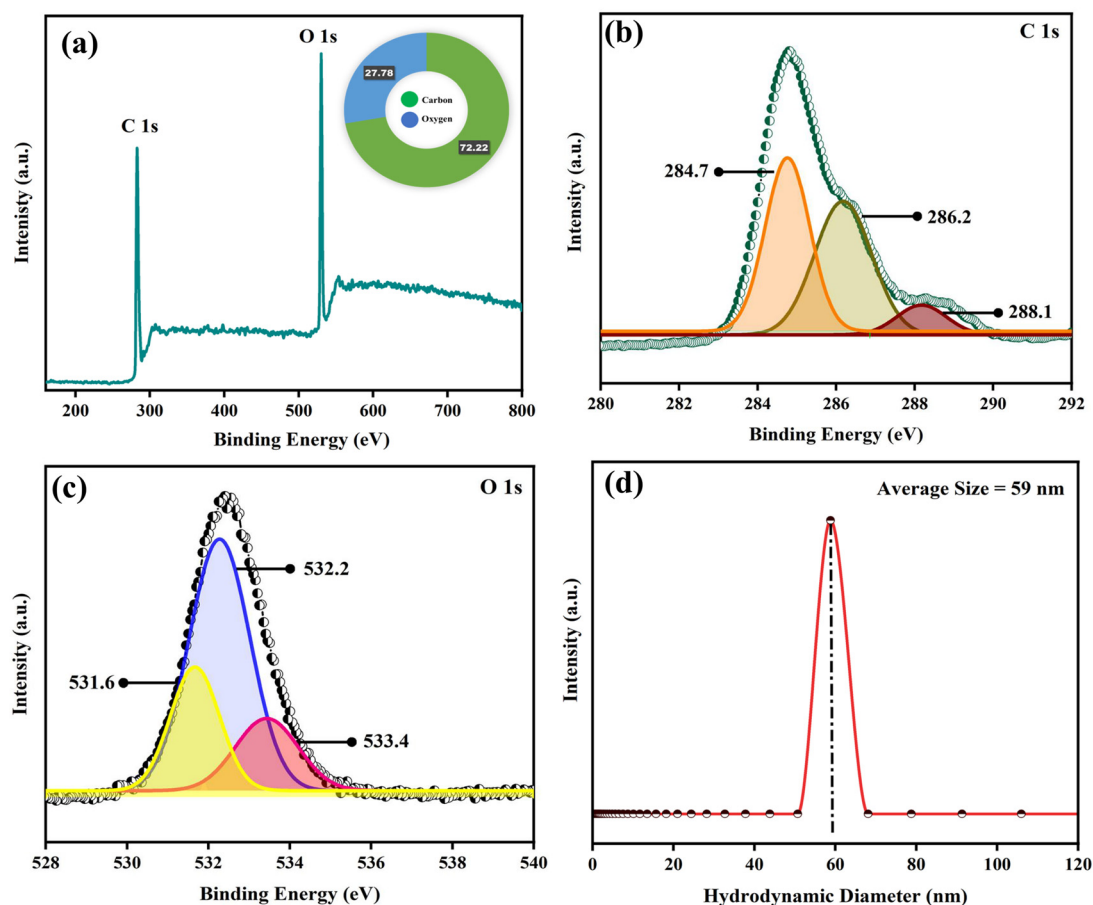 (a)
O 1s
C 1s
27.78
Carbon
Oxygen
72.22
Intenisty (a.u.)
200 300 400 500 600 700 800
Binding Energy (eV)
(b)
C 1s
284.7
286.2
288.1
Intensity (a.u.)
280 282 284 286 288 290 292
Binding Energy (eV)
(c)
O 1s
532.2
531.6
533.4
Intensity (a.u.)
528 530 532 534 536 538 540
Binding Energy (eV)
(d)
Average Size = 59 nm
Intensity (a.u.)
0 20 40 60 80 100 120
Hydrodynamic Diameter (nm)